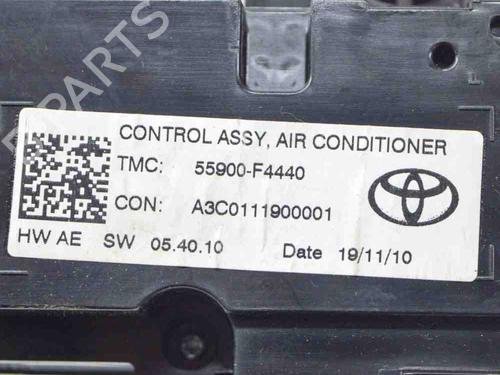 PARTS
CONTROL ASSY, AIR CONDITIONER
TMC: 55900-F4440
CON: A3C0111900001
HW AE SW 05.40.10 Date 19/11/10